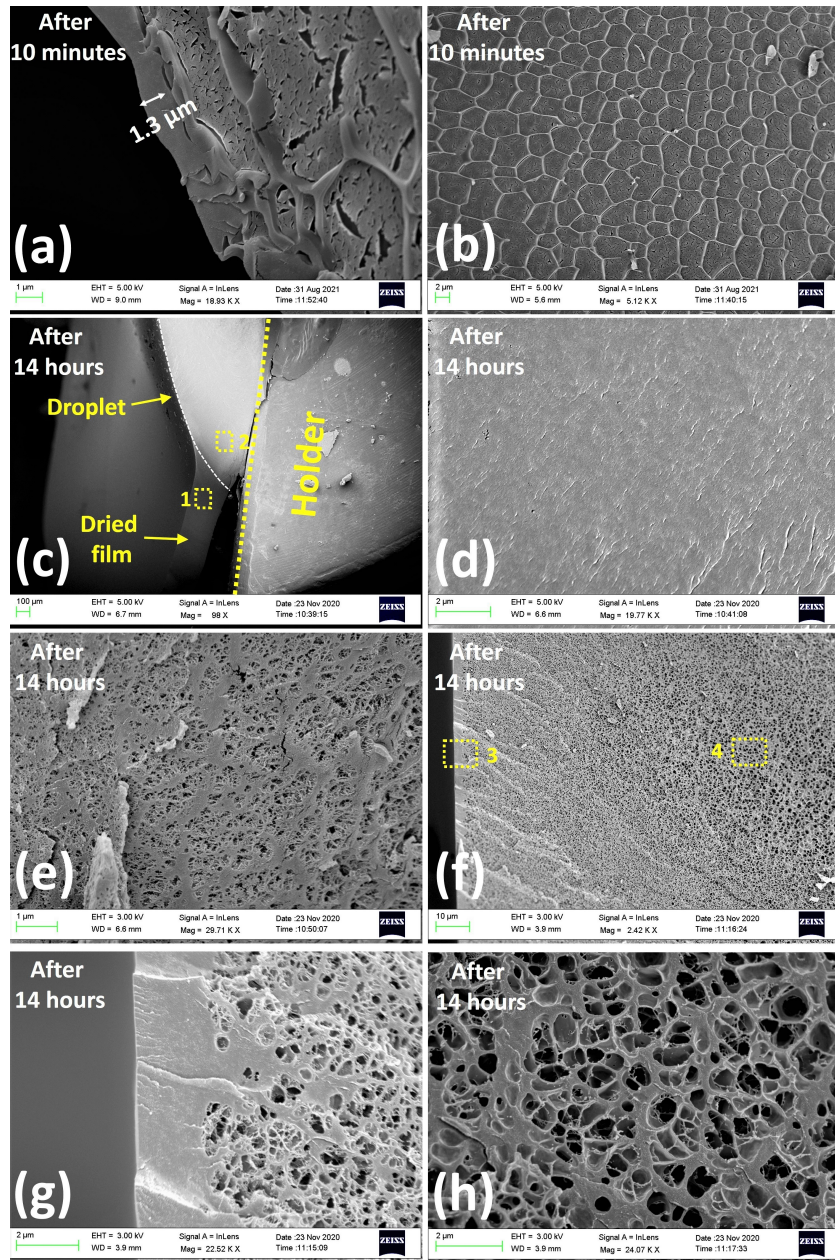 After
10 minutes
1.3 µm
(a)
1 µm
EHT = 5.00 kV
WD = 9.0 mm
Signal A = InLens
Mag = 18.93 K X
Date :31 Aug 2021
Time :11:52:40
ZEISS
After
10 minutes
(b)
2 µm
EHT = 5.00 kV
WD = 5.6 mm
Signal A = InLens
Mag = 5.12 K X
Date :31 Aug 2021
Time :11:40:15
ZEISS
After
14 hours
Droplet
2
Holder
1
Dried
film
(c)
100 µm
EHT = 5.00 kV
WD = 6.7 mm
Signal A = InLens
Mag = 98 X
Date :23 Nov 2020
Time :10:39:15
ZEISS
After
14 hours
(d)
2 µm
EHT = 5.00 kV
WD = 6.6 mm
Signal A = InLens
Mag = 19.77 K X
Date :23 Nov 2020
Time :10:41:08
ZEISS
After
14 hours
(e)
1 µm
EHT = 3.00 kV
WD = 6.6 mm
Signal A = InLens
Mag = 29.71 K X
Date :23 Nov 2020
Time :10:50:07
ZEISS
After
14 hours
3
4
(f)
10 µm
EHT = 3.00 kV
WD = 3.9 mm
Signal A = InLens
Mag = 2.42 K X
Date :23 Nov 2020
Time :11:16:24
ZEISS
After
14 hours
(g)
2 µm
EHT = 3.00 kV
WD = 3.9 mm
Signal A = InLens
Mag = 22.52 K X
Date :23 Nov 2020
Time :11:15:09
ZEISS
After
14 hours
(h)
2 µm
EHT = 3.00 kV
WD = 3.9 mm
Signal A = InLens
Mag = 24.07 K X
Date :23 Nov 2020
Time :11:17:33
ZEISS